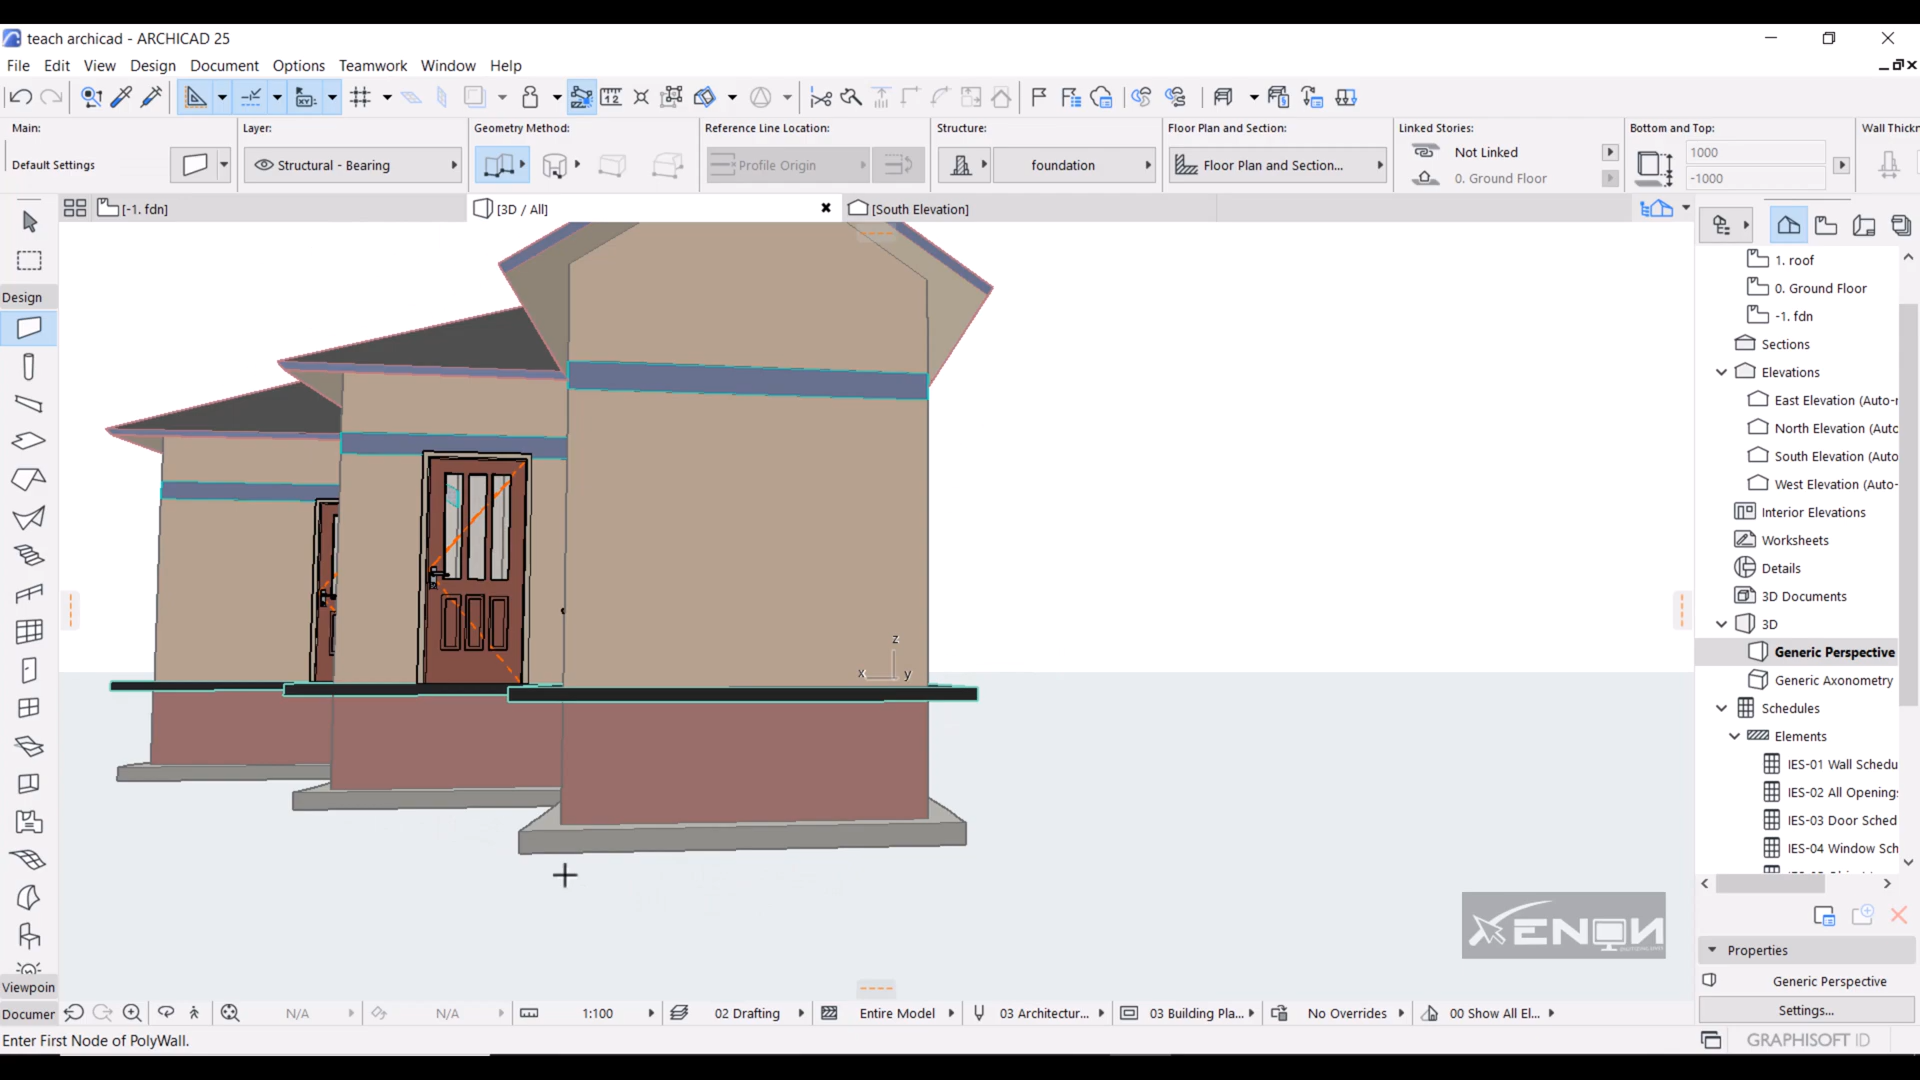 teach archicad - ARCHICAD 25
File Edit View Design Document Options Teamwork Window Help
Main: Layer: Geometry Method: Reference Line Location: Structure: Floor Plan and Section: Linked Stories: Bottom and Top: Wall Thickn
Default Settings Structural - Bearing Profile Origin foundation Floor Plan and Section... Not Linked 1000
0. Ground Floor -1000
[-1. fdn] [3D / All] [South Elevation]
Design
1. roof
0. Ground Floor
-1. fdn
Sections
Elevations
East Elevation (Auto-r
North Elevation (Autc
South Elevation (Auto
West Elevation (Auto-
Interior Elevations
Worksheets
Details
3D Documents
3D
Generic Perspective
Generic Axonometry
Schedules
Elements
IES-01 Wall Schedu
IES-02 All Opening:
IES-03 Door Sched
IES-04 Window Sch
z
x y
XENON
Properties
Generic Perspective
Settings...
Viewpoin
Documer N/A N/A 1:100 02 Drafting Entire Model 03 Architectur... 03 Building Pla... No Overrides 00 Show All El...
Enter First Node of PolyWall. GRAPHISOFT ID